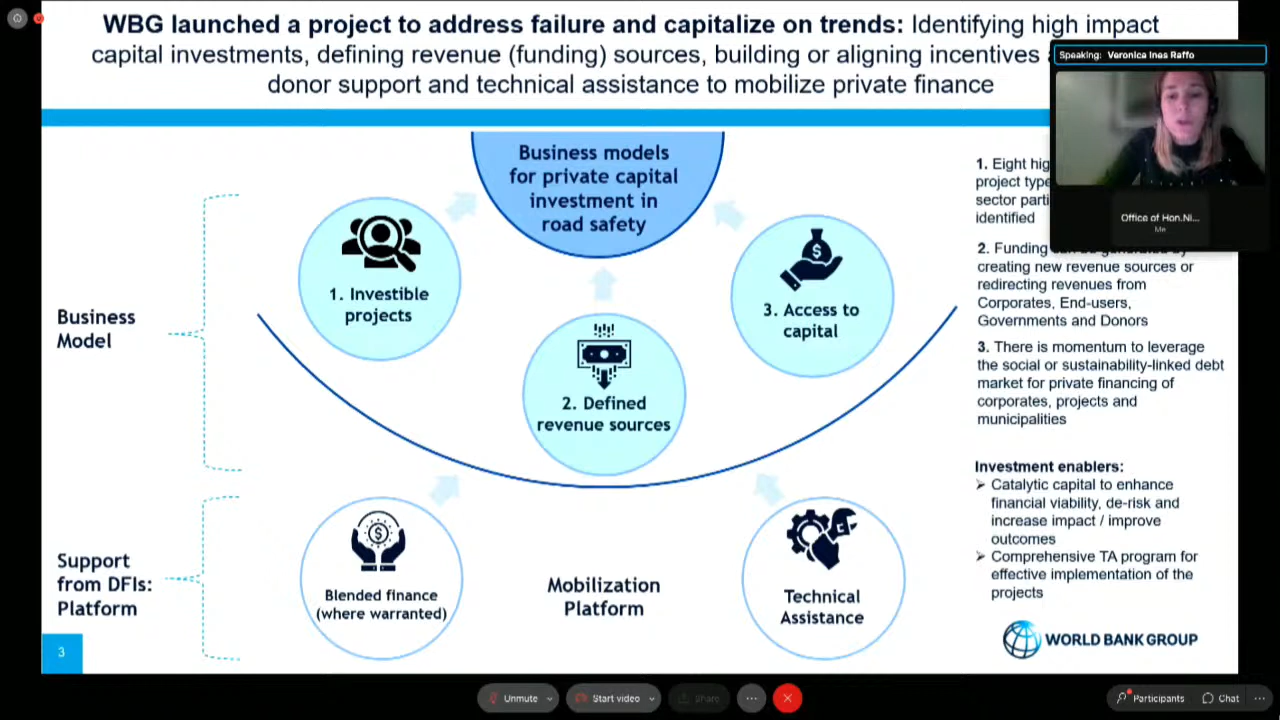 WBG launched a project to address failure and capitalize on trends: Identifying high impact
capital investments, defining revenue (funding) sources, building or aligning incentives
donor support and technical assistance to mobilize private finance
Speaking: Veronica Ines Raffo
Office of Hon.Ni...
Me
Business models
for private capital
investment in
road safety
1. Investible
projects
2. Defined
revenue sources
3. Access to
capital
Business
Model
Support
from DFIs:
Platform
Blended finance
(where warranted)
Mobilization
Platform
Technical
Assistance
1. Eight
project
sector
identified
2. Funding
creating new revenue sources or
redirecting revenues from
Corporates, End-users,
Governments and Donors
3. There is momentum to leverage
the social or sustainability-linked debt
market for private financing of
corporates, projects and
municipalities
Investment enablers:
➢ Catalytic capital to enhance
financial viability, de-risk and
increase impact / improve
outcomes
➢ Comprehensive TA program for
effective implementation of the
projects
WORLD BANK GROUP
3
Unmute
Start video
Share
Participants
Chat